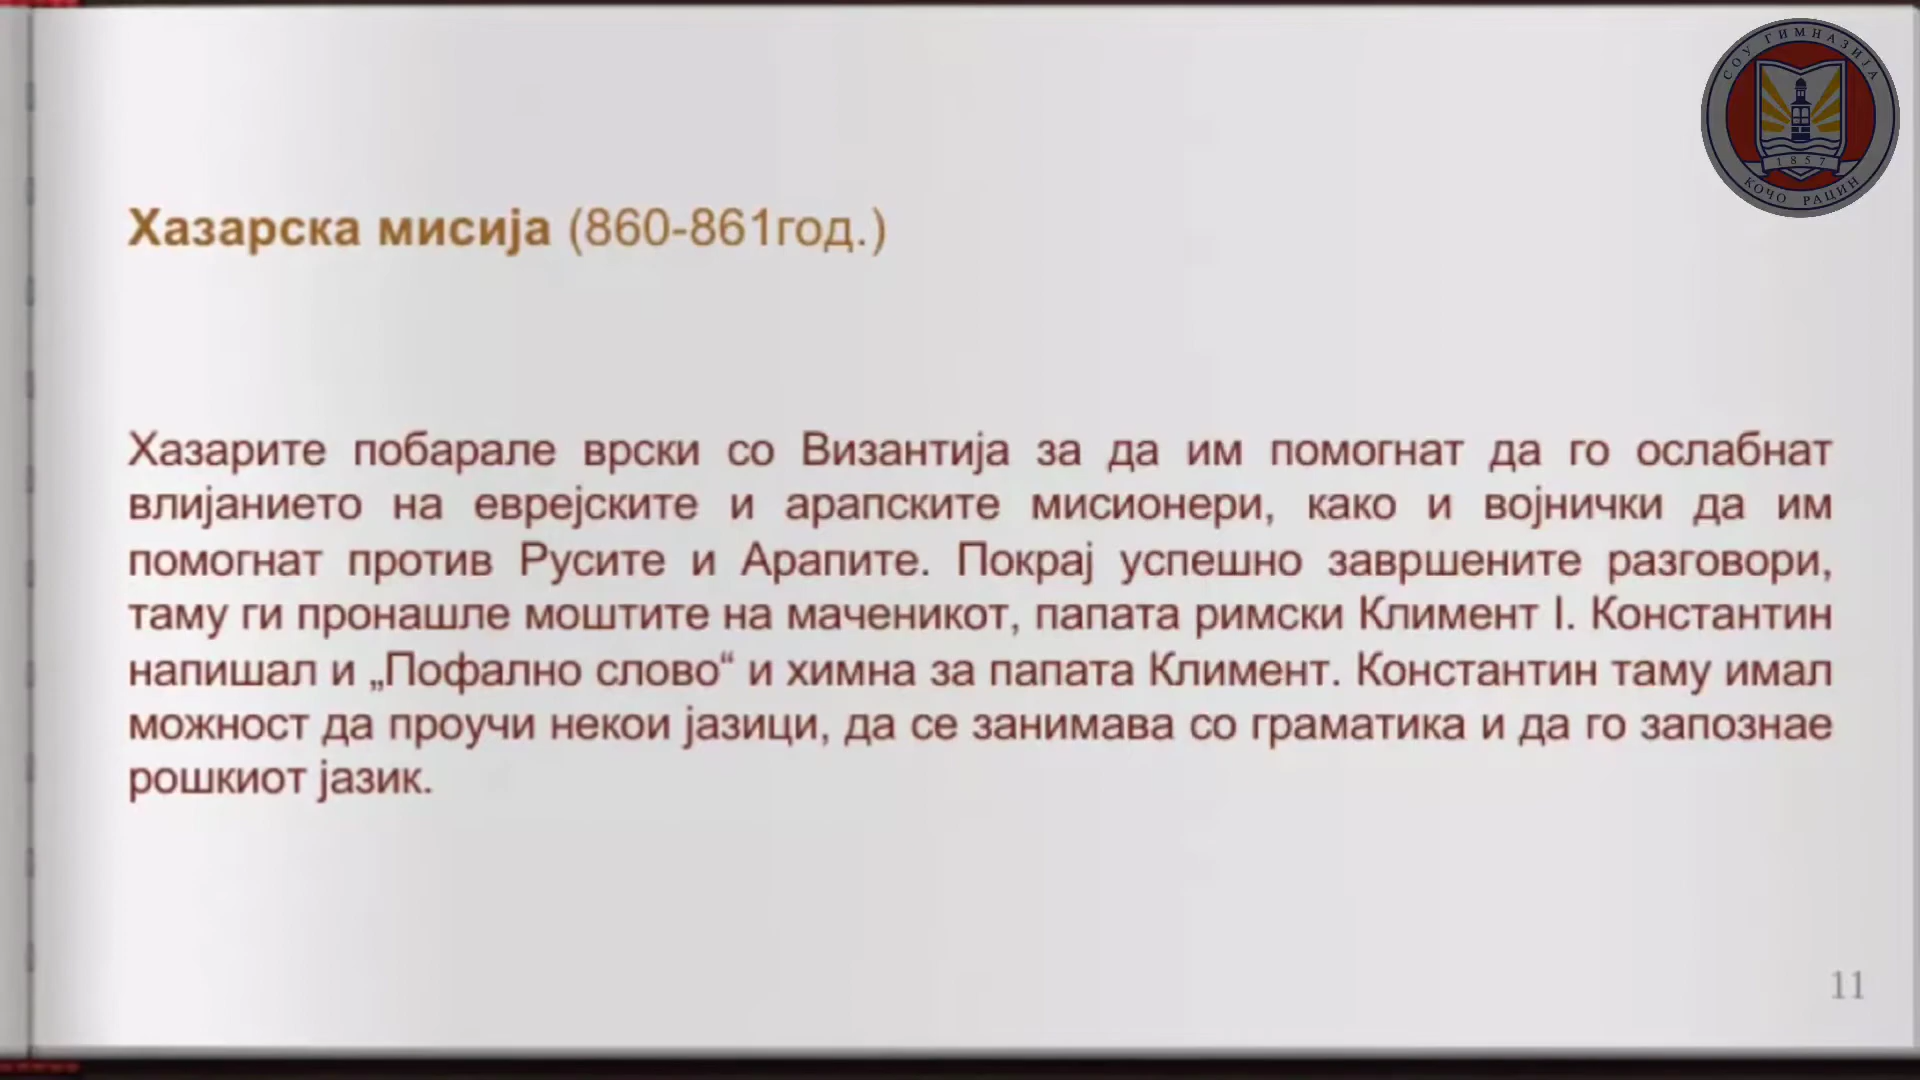 СОУ ГИМНАЗИЈА
1857
КОЧО РАЦИН
Хазарска мисија (860-861год.)
Хазарите побарале врски со Византија за да им помогнат да го ослабнат
влијанието на еврејските и арапските мисионери, како и војнички да им
помогнат против Русите и Арапите. Покрај успешно завршените разговори,
таму ги пронашле моштите на маченикот, папата римски Климент I. Константин
напишал и „Пофално слово“ и химна за папата Климент. Константин таму имал
можност да проучи некои јазици, да се занимава со граматика и да го запознае
рошкиот јазик.
11